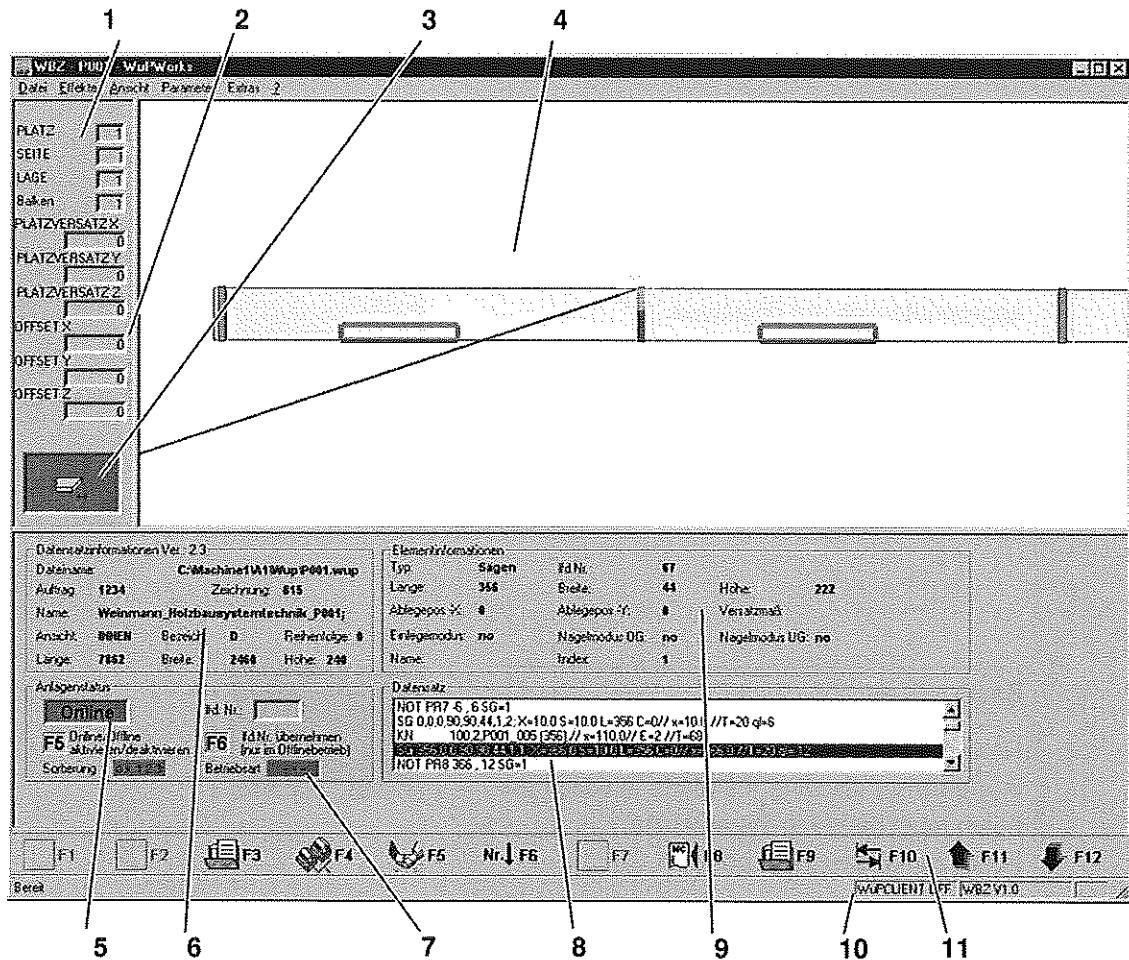 1 2 3 4
WBZ - P001 - WuPWorks
Datei Effekte Ansicht Parameter Extras ?
PLATZ 1
SEITE 1
LAGE 1
Balken 1
PLATZVERSATZ X
0
PLATZVERSATZ Y
0
PLATZVERSATZ Z
0
OFFSET X
0
OFFSET Y
0
OFFSET Z
0
Datensatzinformationen Ver.: 2.3
Dateiname: C:\Machine1\A1\Wup\P001.wup
Auftrag: 1234 Zeichnung: 815
Name: Weinmann_Holzbausystemtechnik_P001;
Ansicht: Bezeich: D Reihenfolge: 0
Länge: 7862 Breite: 2460 Höhe: 240
Elementinformationen
Typ: Sägen lfd Nr.: 67
Länge: 356 Breite: 44 Höhe: 222
Ablegepos.-X: 0 Ablegepos.-Y: 0 Versatzmaß:
Einlegemodus: no Nagelmodus OG: no Nagelmodus UG: no
Name: Index: 1
Anlagenstatus
Online lfd Nr.:
F5 Online/Offline aktivieren/deaktivieren F6 lfd Nr. übernehmen (nur im Offlinebetrieb)
Sortierung Betriebsart
Datensatz
NOT PR7 -6 , 6 SG=1
SG 0,0,0,90,90,44,1,2; X=10.0 S=10.0 L=356 C=0// x=10.0 //T=20 ql=6
KN 100,2,P001_005 (356),// x=110,0// E=2 //T=69
NOT PR8 366 , 12 SG=1
F1 F2 F3 F4 F5 Nr. F6 F7 F8 F9 F10 F11 F12
Bereit WuPCLIENT OFF WBZ V1.0
5 6 7 8 9 10 11